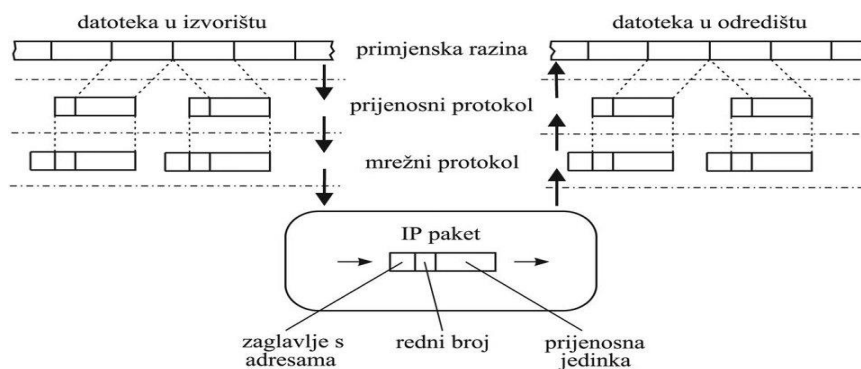 datoteka u izvorištu
datoteka u odredištu
primjenska razina
prijenosni protokol
mrežni protokol
IP paket
zaglavlje s
adresama
redni broj
prijenosna
jedinka